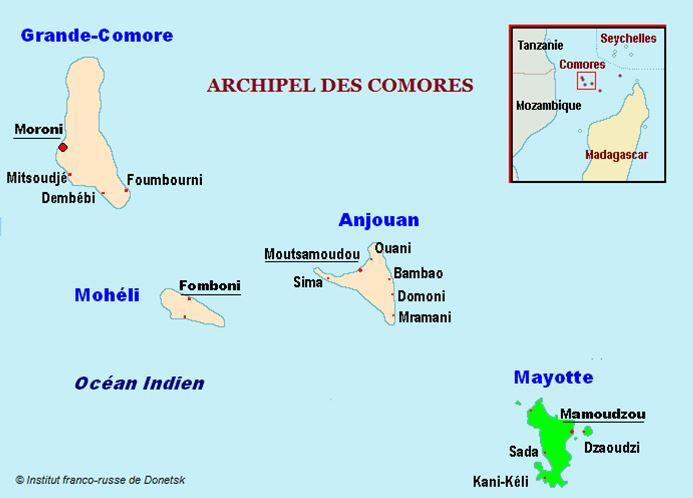 Grande-Comore
ARCHIPEL DES COMORES
Tanzanie
Seychelles
Comores
Mozambique
Madagascar
Moroni
Mitsoudjé
Foumbourni
Dembébi
Anjouan
Ouani
Moutsamoudou
Bambao
Sima
Domoni
Mramani
Mohéli
Fomboni
Océan Indien
Mayotte
Mamoudzou
Sada
Dzaoudzi
Kani-Kéli
© Institut franco-russe de Donetsk